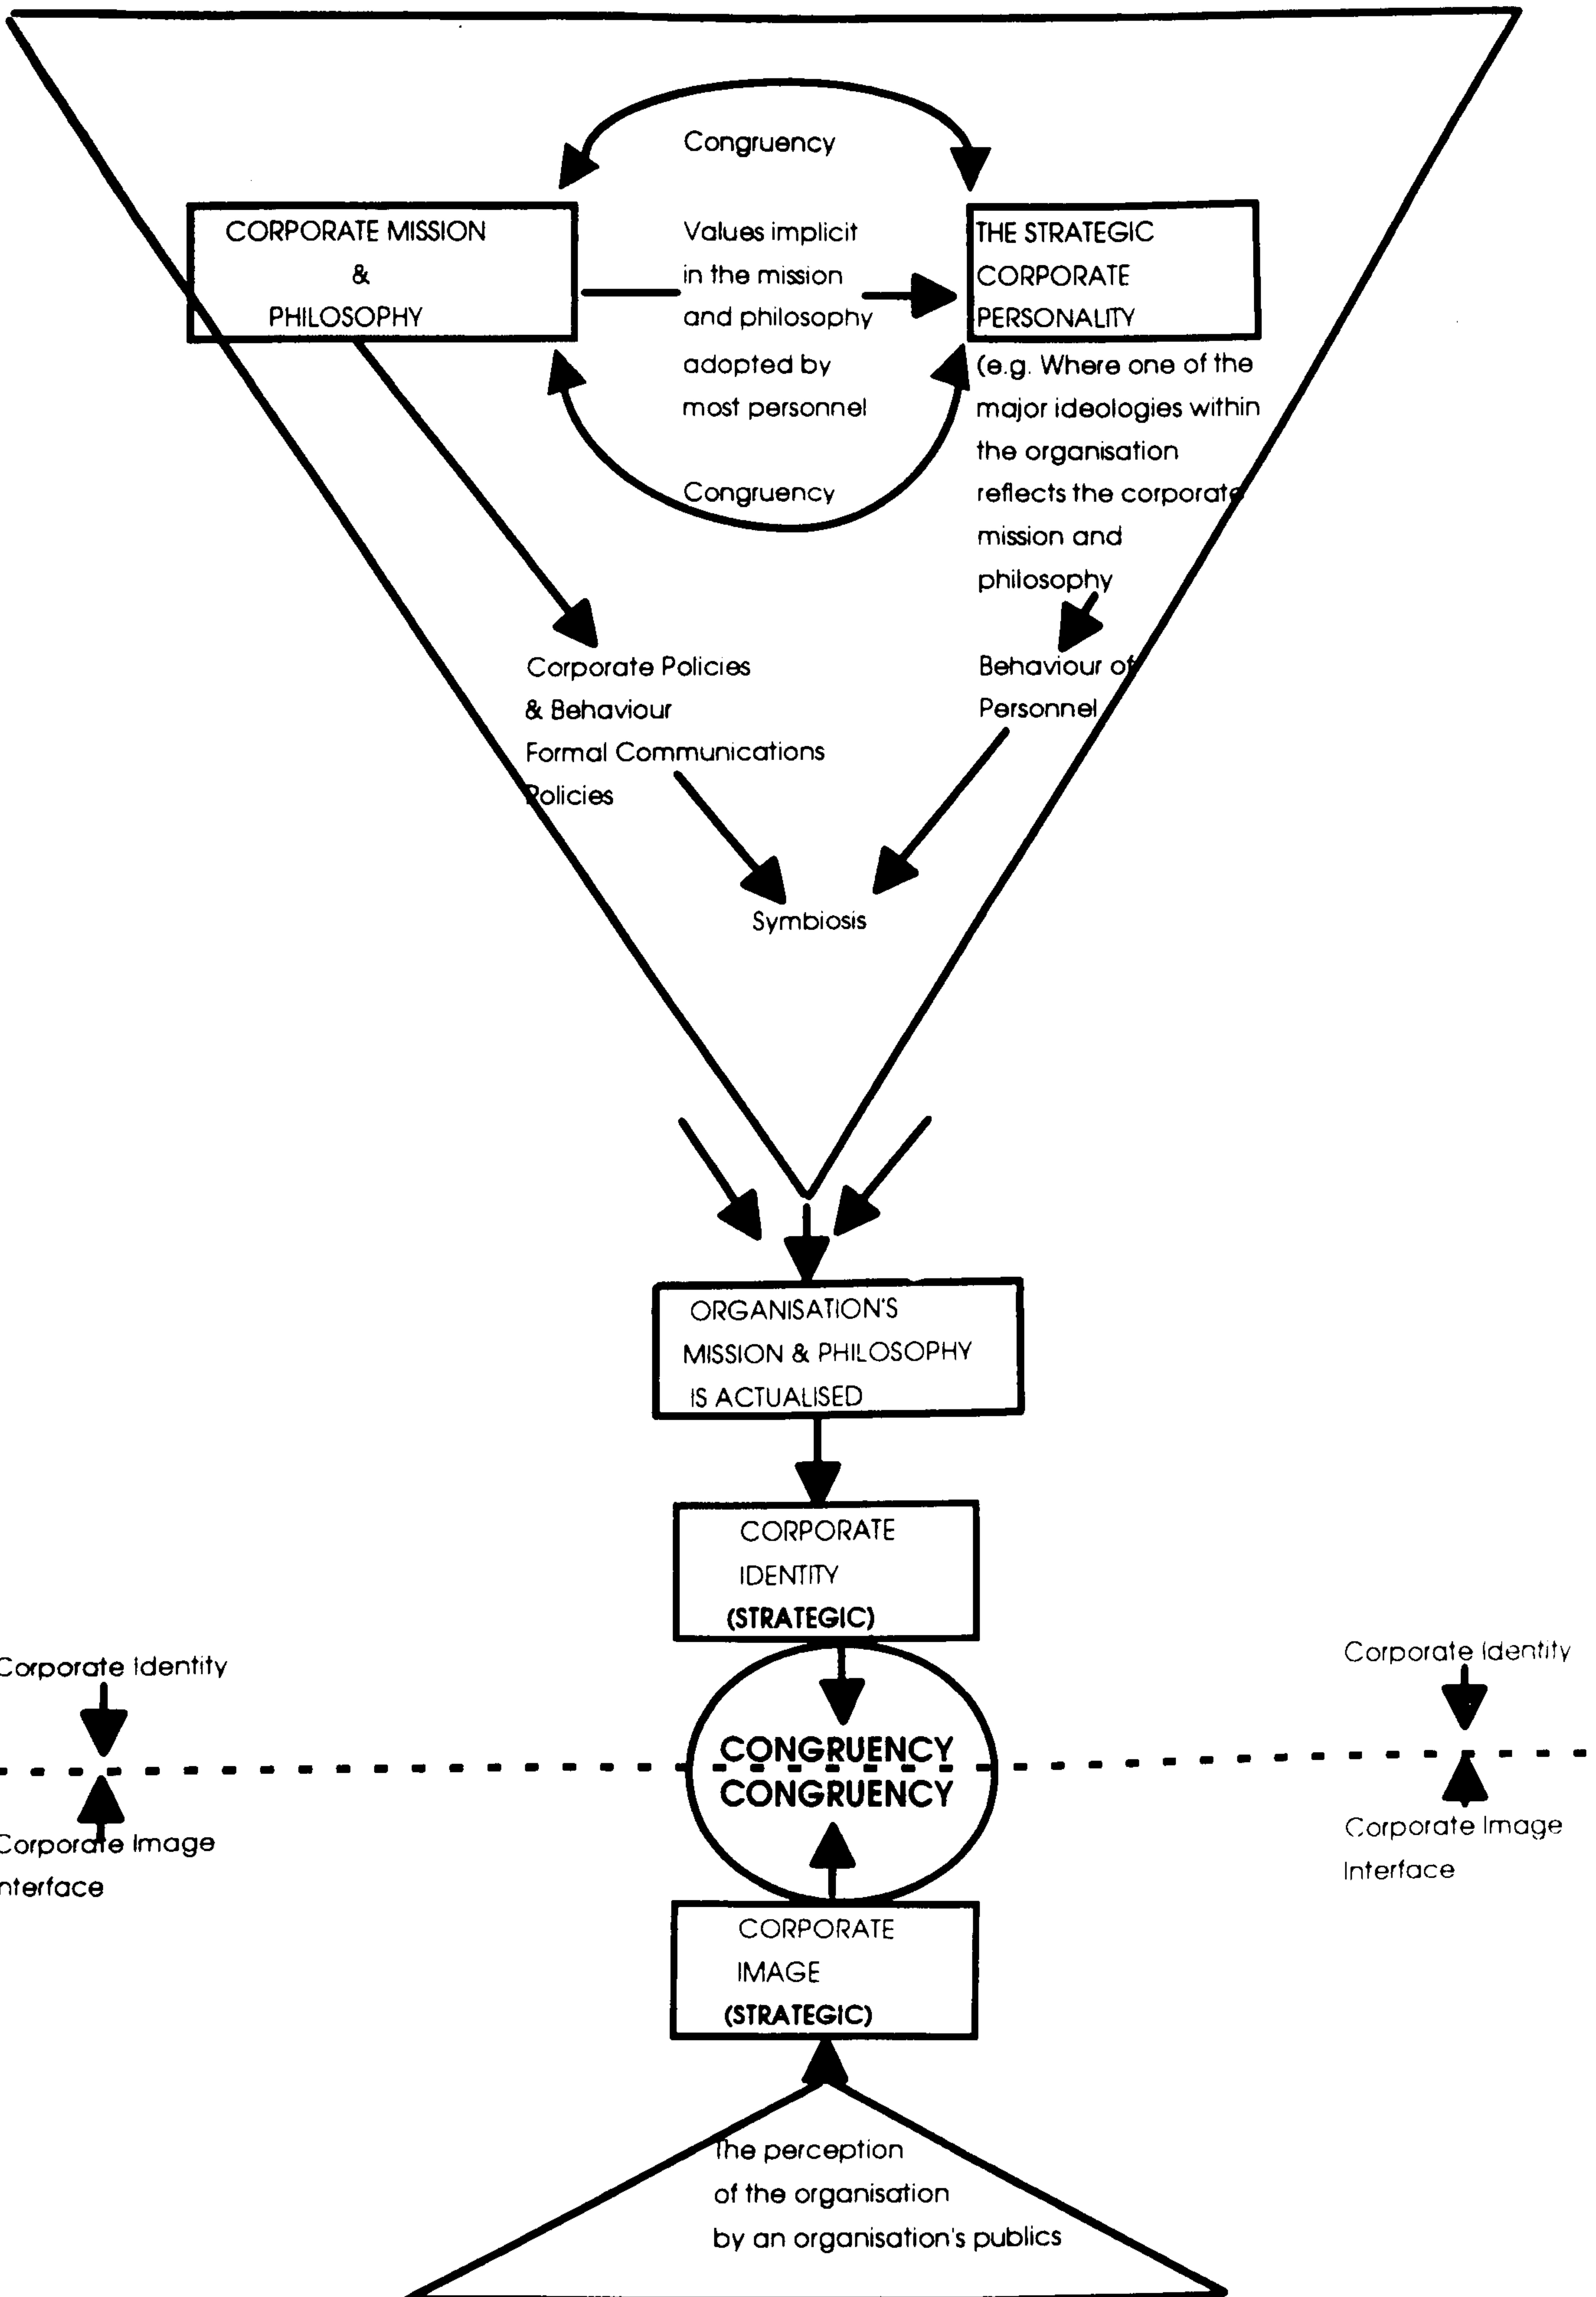 Congruency
CORPORATE MISSION
&
PHILOSOPHY
Values implicit
in the mission
and philosophy
adopted by
most personnel
THE STRATEGIC
CORPORATE
PERSONALITY
(e.g. Where one of the
major ideologies within
the organisation
reflects the corporate
mission and
philosophy
Congruency
Corporate Policies
& Behaviour
Formal Communications
Policies
Behaviour of
Personnel
Symbiosis
ORGANISATION'S
MISSION & PHILOSOPHY
IS ACTUALISED
CORPORATE
IDENTITY
(STRATEGIC)
Corporate Identity
Corporate Identity
CONGRUENCY
CONGRUENCY
Corporate Image
nterface
Corporate Image
Interface
CORPORATE
IMAGE
(STRATEGIC)
The perception
of the organisation
by an organisation's publics